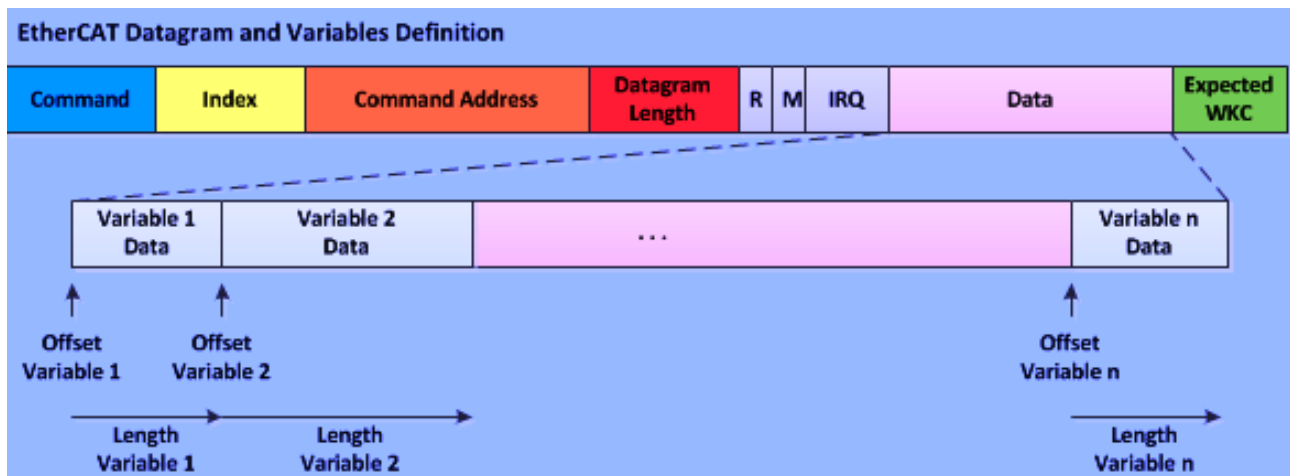 EtherCAT Datagram and Variables Definition
Command Index Command Address Datagram Length R M IRQ Data Expected WKC
Variable 1 Data Variable 2 Data ... Variable n Data
Offset Variable 1 Offset Variable 2 Offset Variable n
Length Variable 1 Length Variable 2 Length Variable n